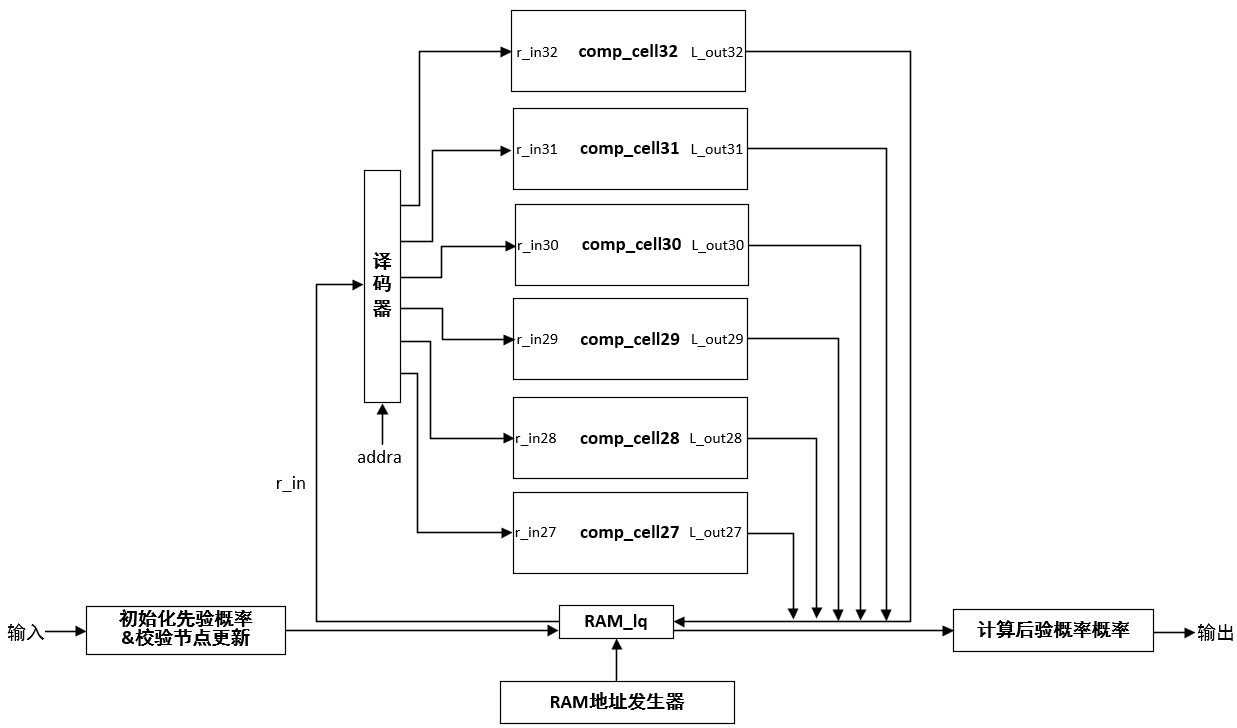 r_in32 comp_cell32 L_out32
r_in31 comp_cell31 L_out31
r_in30 comp_cell30 L_out30
译
码
器
r_in29 comp_cell29 L_out29
r_in28 comp_cell28 L_out28
addra
r_in
r_in27 comp_cell27 L_out27
输入
初始化先验概率
&校验节点更新
RAM_lq
计算后验概率概率
输出
RAM地址发生器